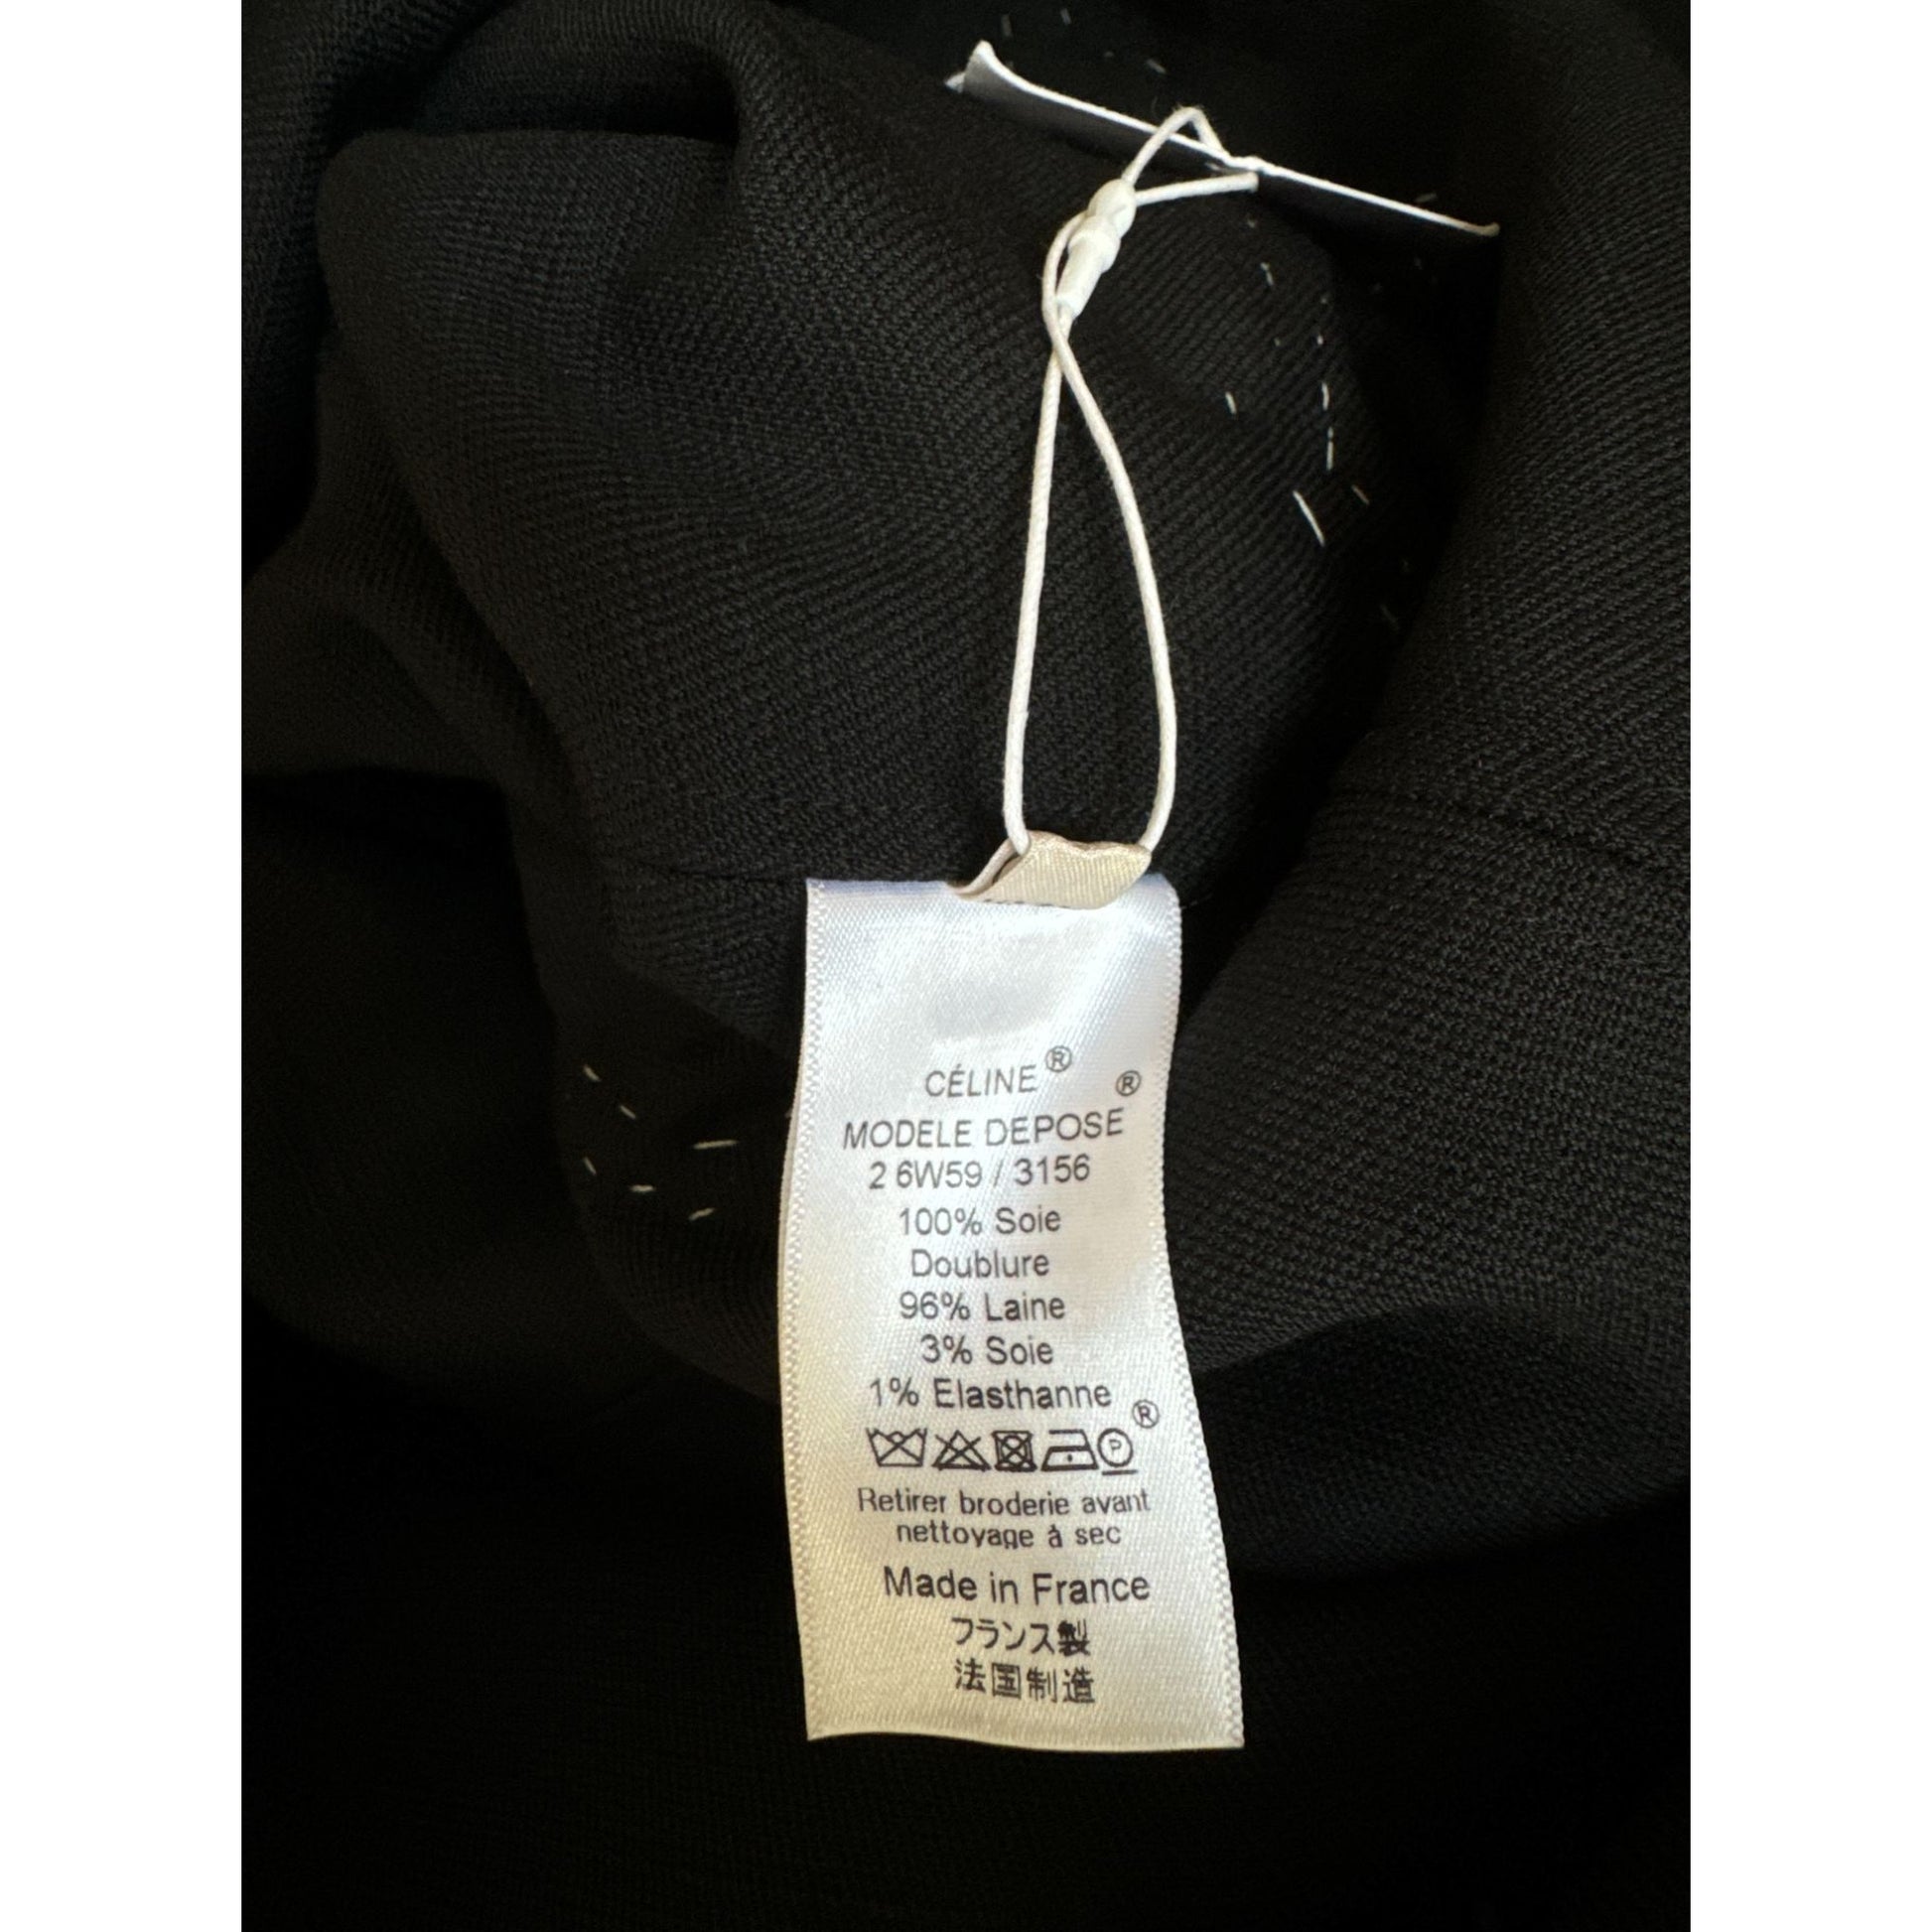 CÉLINE®
MODELE DEPOSE®
2 6W59 / 3156
100% Soie
Doublure
96% Laine
3% Soie
1% Elasthanne
P ®
Retirer broderie avant
nettoyage à sec
Made in France
フランス製
法国制造